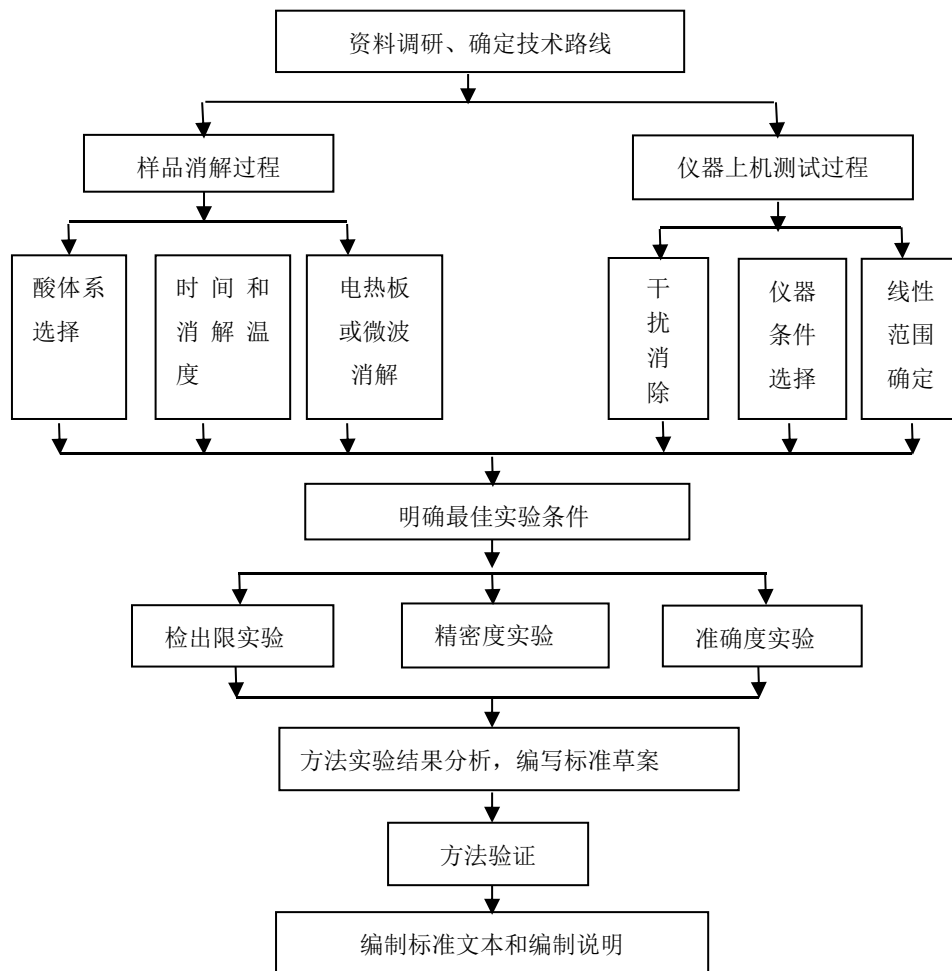 资料调研、确定技术路线
样品消解过程
仪器上机测试过程
酸体系
选择
时间和
消解温
度
电热板
或微波
消解
干
扰
消
除
仪器
条件
选择
线性
范围
确定
明确最佳实验条件
检出限实验
精密度实验
准确度实验
方法实验结果分析，编写标准草案
方法验证
编制标准文本和编制说明